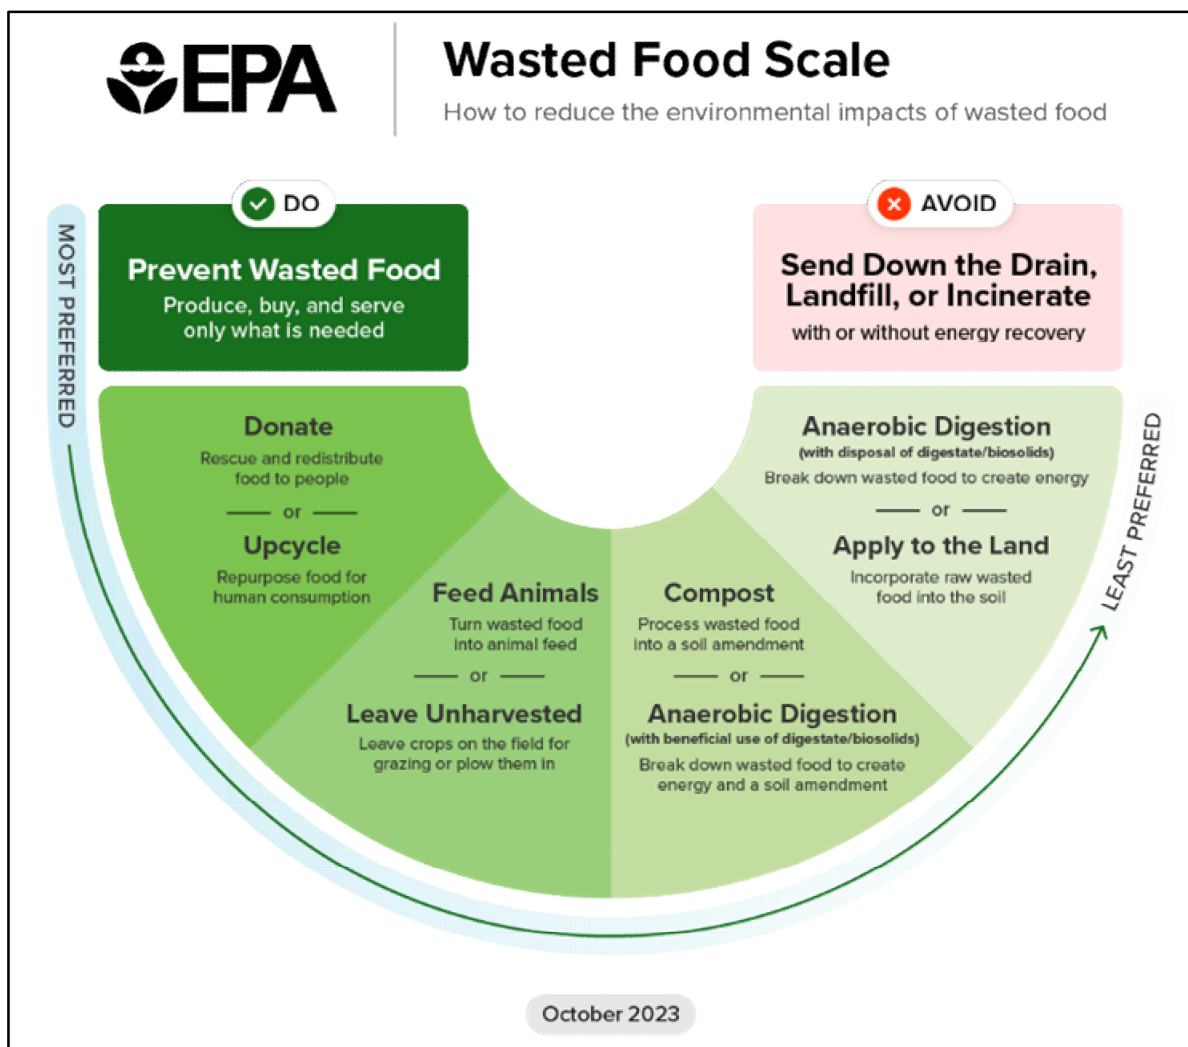 EPA
Wasted Food Scale
How to reduce the environmental impacts of wasted food
MOST PREFERRED
DO
Prevent Wasted Food
Produce, buy, and serve
only what is needed
AVOID
Send Down the Drain,
Landfill, or Incinerate
with or without energy recovery
Donate
Rescue and redistribute
food to people
or
Upcycle
Repurpose food for
human consumption
Feed Animals
Turn wasted food
into animal feed
or
Leave Unharvested
Leave crops on the field for
grazing or plow them in
Compost
Process wasted food
into a soil amendment
or
Anaerobic Digestion
(with beneficial use of digestate/biosolids)
Break down wasted food to create
energy and a soil amendment
Anaerobic Digestion
(with disposal of digestate/biosolids)
Break down wasted food to create energy
or
Apply to the Land
Incorporate raw wasted
food into the soil
LEAST PREFERRED
October 2023